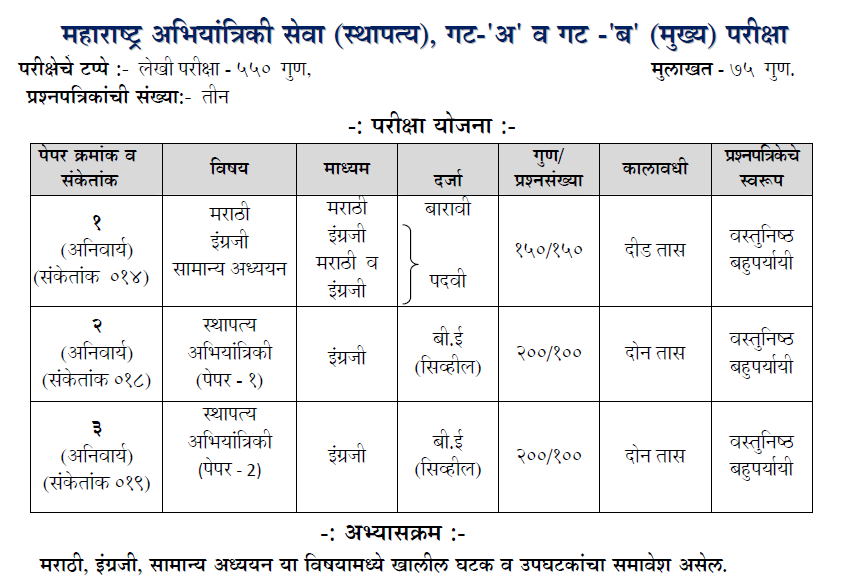 महाराष्ट्र अभियांत्रिकी सेवा (स्थापत्य), गट-'अ' व गट -'ब' (मुख्य) परीक्षा
परीक्षेचे टप्पे :- लेखी परीक्षा - ५५० गुण, मुलाखत - ७५ गुण.
प्रश्नपत्रिकांची संख्या:- तीन
-: परीक्षा योजना :-
पेपर क्रमांक व
संकेतांक
विषय
माध्यम
दर्जा
गुण/
प्रश्नसंख्या
कालावधी
प्रश्नपत्रिकेचे
स्वरूप
१
(अनिवार्य)
(संकेतांक ०१४)
मराठी
इंग्रजी
सामान्य अध्ययन
मराठी
इंग्रजी
मराठी व
इंग्रजी
बारावी
पदवी
१५०/१५०
दीड तास
वस्तुनिष्ठ
बहुपर्यायी
२
(अनिवार्य)
(संकेतांक ०१८)
स्थापत्य
अभियांत्रिकी
(पेपर - १)
इंग्रजी
बी.ई
(सिव्हील)
२००/१००
दोन तास
वस्तुनिष्ठ
बहुपर्यायी
३
(अनिवार्य)
(संकेतांक ०१९)
स्थापत्य
अभियांत्रिकी
(पेपर - 2)
इंग्रजी
बी.ई
(सिव्हील)
२००/१००
दोन तास
वस्तुनिष्ठ
बहुपर्यायी
-: अभ्यासक्रम :-
मराठी, इंग्रजी, सामान्य अध्ययन या विषयामध्ये खालील घटक व उपघटकांचा समावेश असेल.